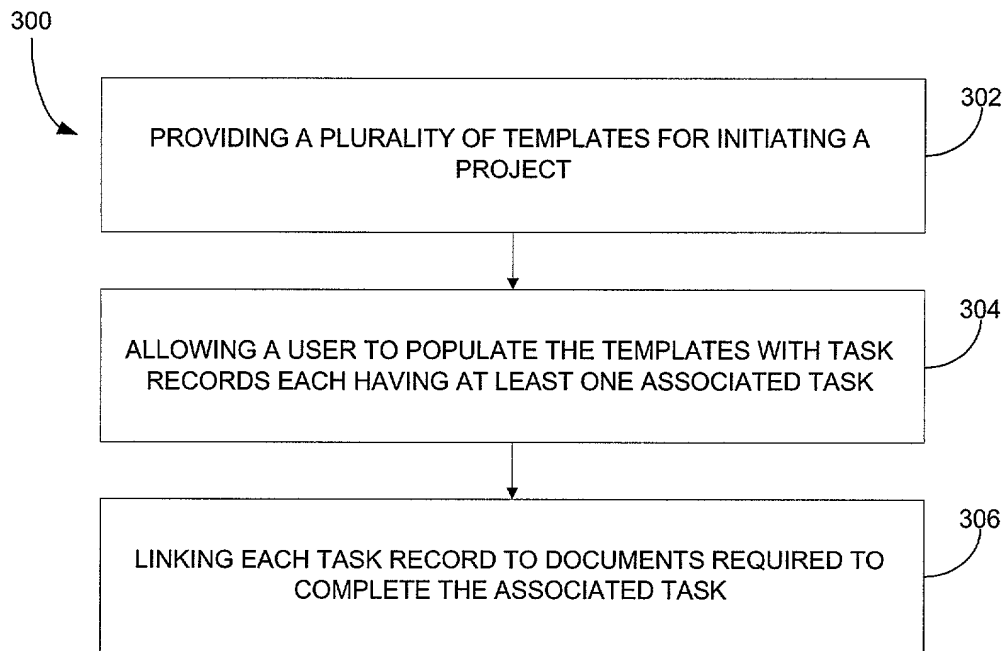 300
302
PROVIDING A PLURALITY OF TEMPLATES FOR INITIATING A
PROJECT
304
ALLOWING A USER TO POPULATE THE TEMPLATES WITH TASK
RECORDS EACH HAVING AT LEAST ONE ASSOCIATED TASK
306
LINKING EACH TASK RECORD TO DOCUMENTS REQUIRED TO
COMPLETE THE ASSOCIATED TASK